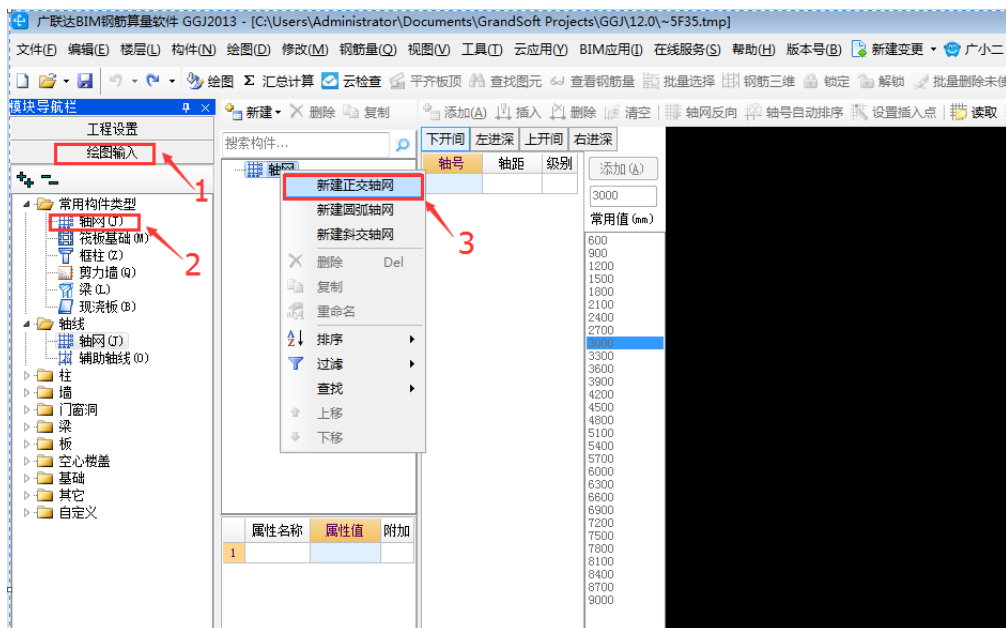 广联达BIM钢筋算量软件 GGJ2013 - [C:\Users\Administrator\Documents\GrandSoft Projects\GGJ\12.0\~5F35.tmp]
文件(F) 编辑(E) 楼层(L) 构件(N) 绘图(D) 修改(M) 钢筋量(Q) 视图(V) 工具(T) 云应用(Y) BIM应用(I) 在线服务(S) 帮助(H) 版本号(B) 新建变更 广小二
绘图 Σ 汇总计算 云检查 平齐板顶 查找图元 查看钢筋量 批量选择 钢筋三维 锁定 解锁 批量删除未使
模块导航栏
新建 删除 复制
添加(A) 插入 删除 清空 轴网反向 轴号自动排序 设置插入点 读取
工程设置
绘图输入
1
常用构件类型
轴网(J)
2
筏板基础(M)
框柱(Z)
剪力墙(Q)
梁(L)
现浇板(B)
轴线
轴网(J)
辅助轴线(O)
柱
墙
门窗洞
梁
板
空心楼盖
基础
其它
自定义
搜索构件...
轴网
新建正交轴网
3
新建圆弧轴网
新建斜交轴网
删除 Del
复制
重命名
排序
过滤
查找
上移
下移
属性名称 属性值 附加
1
下开间 左进深 上开间 右进深
轴号 轴距 级别
添加(A)
3000
常用值(mm)
600
900
1200
1500
1800
2100
2400
2700
3000
3300
3600
3900
4200
4500
4800
5100
5400
5700
6000
6300
6600
6900
7200
7500
7800
8100
8400
8700
9000